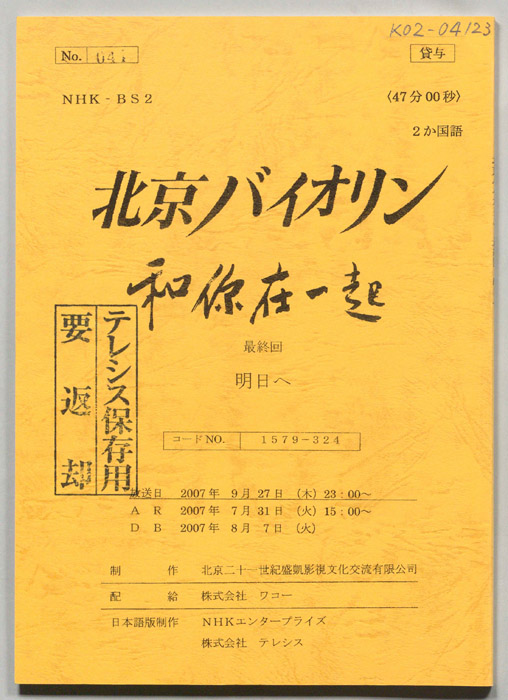 K02-04123
No. 041
貸与
NHK-BS2
〈47分00秒〉
2か国語
北京バイオリン
和你在一起
最終回
明日へ
テレシス保存用
要返却
コードNO. 1579-324
放送日 2007年 9月27日 (木) 23:00～
AR 2007年 7月31日 (火) 15:00～
DB 2007年 8月 7日 (火)
制作 北京二十一世紀盛凱影視文化交流有限公司
配給 株式会社 ワコー
日本語版制作 NHKエンタープライズ
株式会社 テレシス